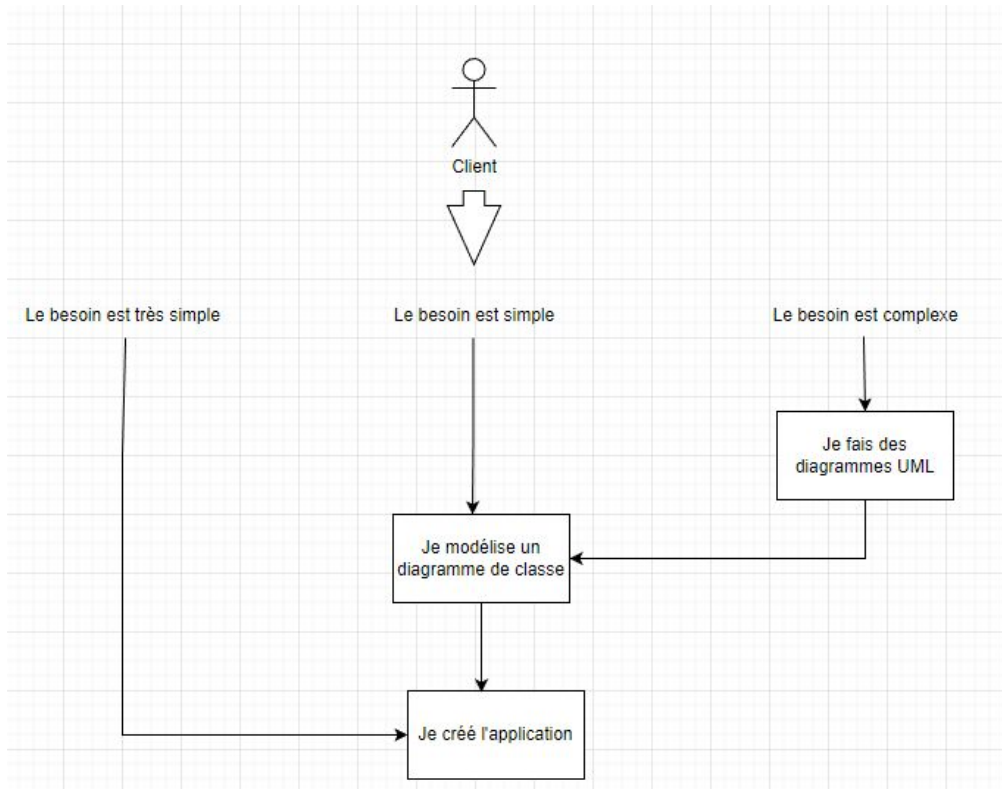 Client
Le besoin est très simple
Le besoin est simple
Le besoin est complexe
Je fais des
diagrammes UML
Je modélise un
diagramme de classe
Je créé l'application